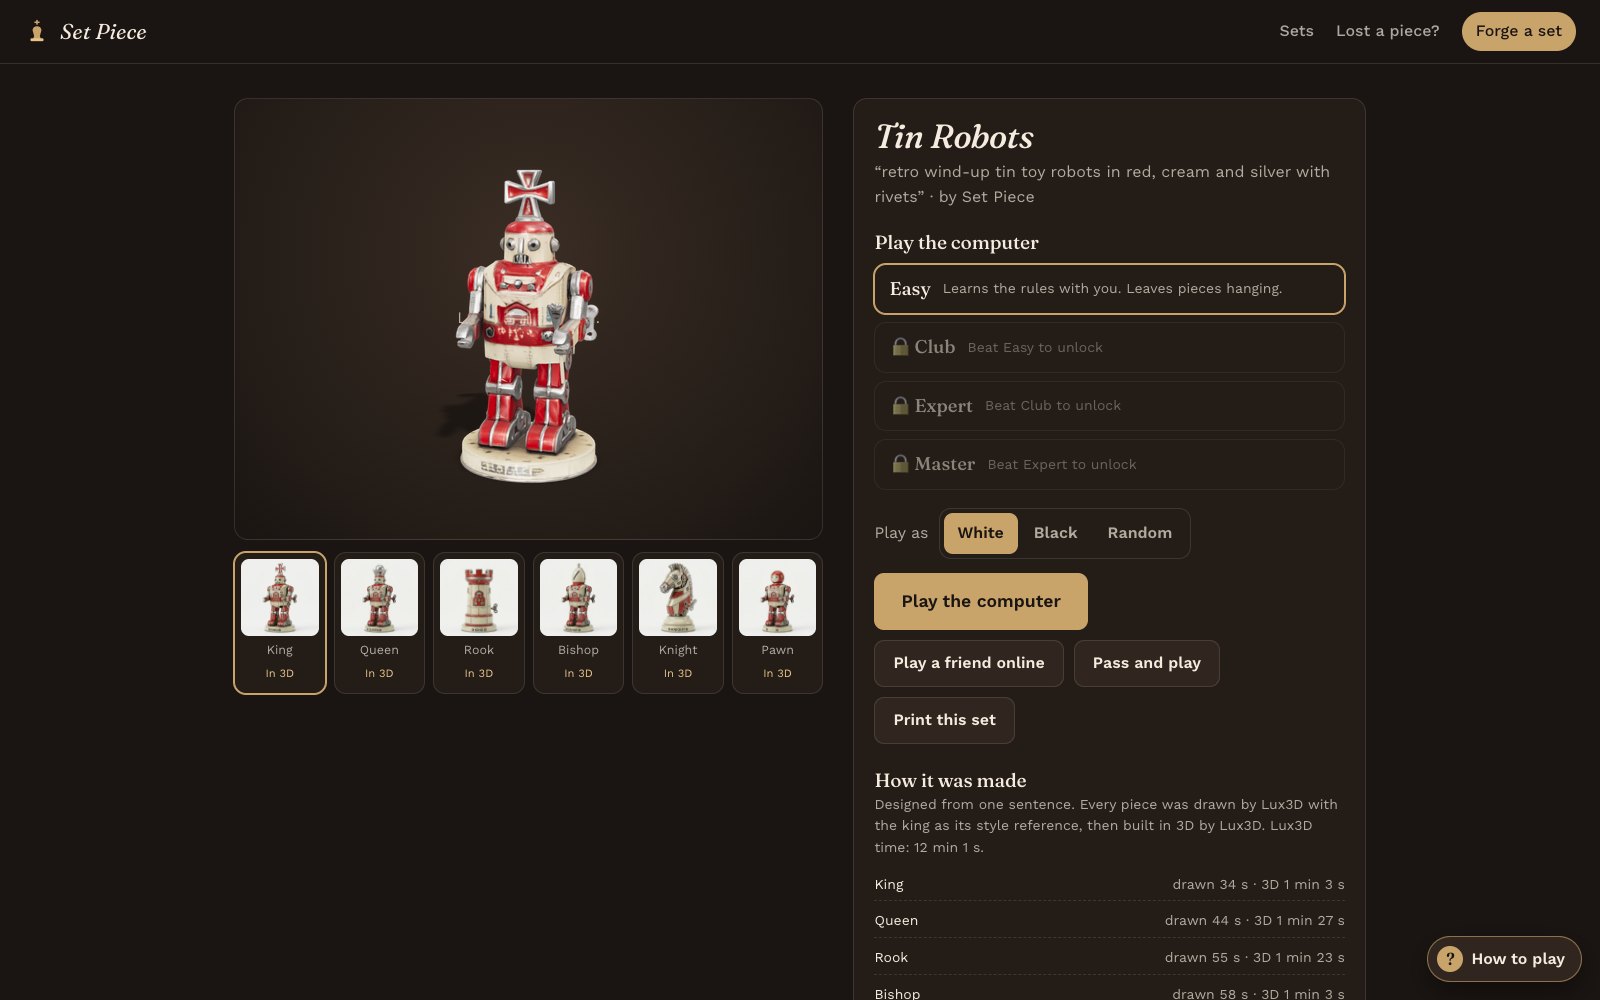 Set Piece
Sets
Lost a piece?
Forge a set
Tin Robots
“retro wind-up tin toy robots in red, cream and silver with
rivets” · by Set Piece
Play the computer
Easy Learns the rules with you. Leaves pieces hanging.
Club Beat Easy to unlock
Expert Beat Club to unlock
Master Beat Expert to unlock
Play as White Black Random
Play the computer
Play a friend online
Pass and play
Print this set
How it was made
Designed from one sentence. Every piece was drawn by Lux3D with
the king as its style reference, then built in 3D by Lux3D. Lux3D
time: 12 min 1 s.
King drawn 34 s · 3D 1 min 3 s
Queen drawn 44 s · 3D 1 min 27 s
Rook drawn 55 s · 3D 1 min 23 s
Bishop drawn 58 s · 3D 1 min 3 s
King
In 3D
Queen
In 3D
Rook
In 3D
Bishop
In 3D
Knight
In 3D
Pawn
In 3D
? How to play